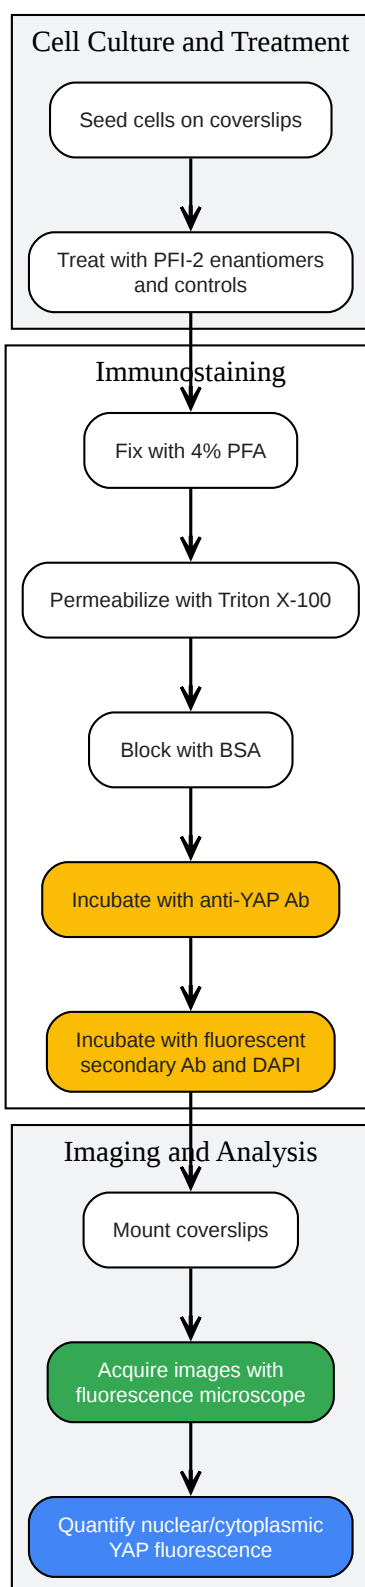 Cell Culture and Treatment
Seed cells on coverslips
Treat with PFI-2 enantiomers
and controls
Immunostaining
Fix with 4% PFA
Permeabilize with Triton X-100
Block with BSA
Incubate with anti-YAP Ab
Incubate with fluorescent
secondary Ab and DAPI
Imaging and Analysis
Mount coverslips
Acquire images with
fluorescence microscope
Quantify nuclear/cytoplasmic
YAP fluorescence